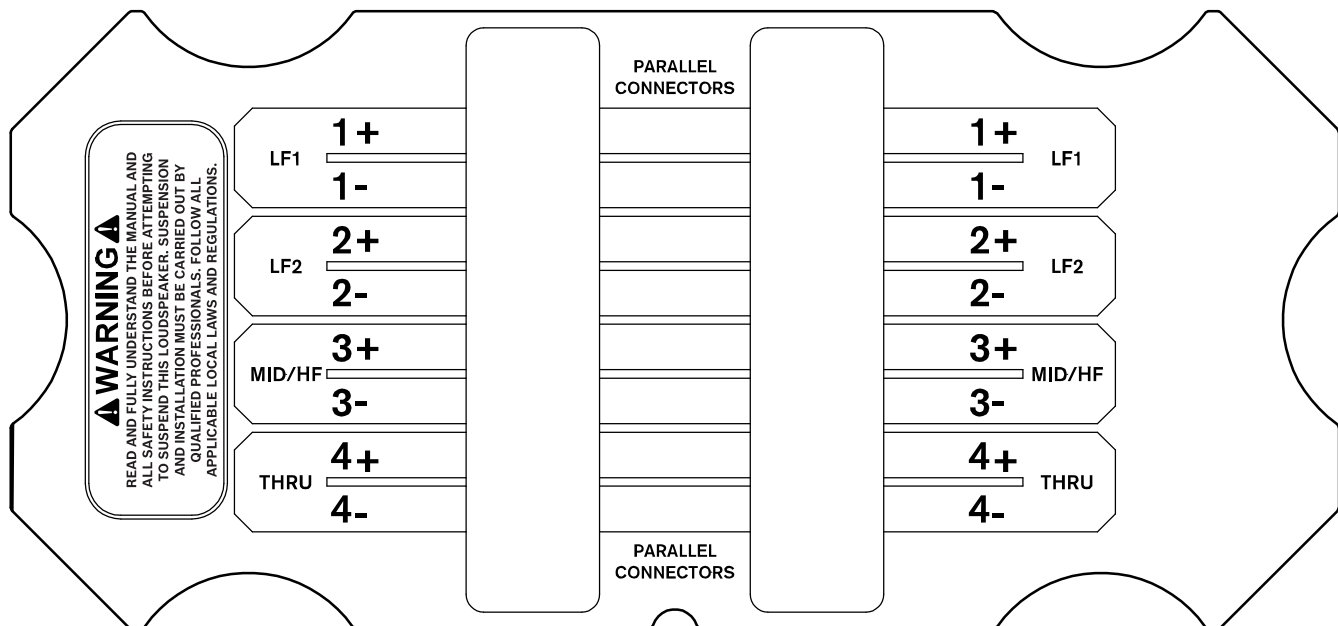 PARALLEL
CONNECTORS
WARNING
READ AND FULLY UNDERSTAND THE MANUAL AND
ALL SAFETY INSTRUCTIONS BEFORE ATTEMPTING
TO SUSPEND THIS LOUDSPEAKER. SUSPENSION
AND INSTALLATION MUST BE CARRIED OUT BY
QUALIFIED PROFESSIONALS. FOLLOW ALL
APPLICABLE LOCAL LAWS AND REGULATIONS.
LF1
1+
1-
1+
1-
LF1
LF2
2+
2-
2+
2-
LF2
MID/HF
3+
3-
3+
3-
MID/HF
THRU
4+
4-
4+
4-
THRU
PARALLEL
CONNECTORS